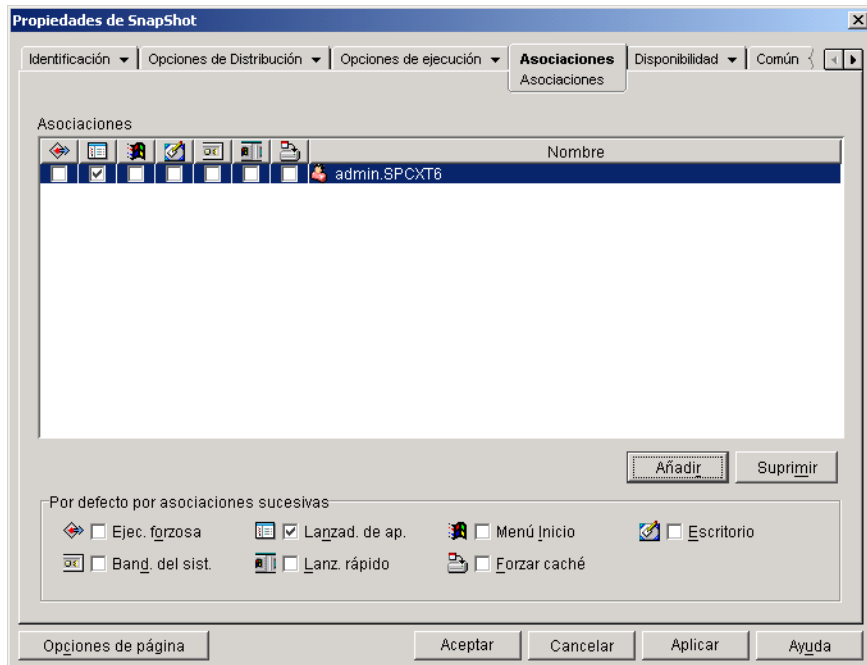 Propiedades de SnapShot
Identificación Opciones de Distribución Opciones de ejecución Asociaciones Disponibilidad Común
Asociaciones
Asociaciones
Nombre
admin.SPCXT6
Añadir Suprimir
Por defecto por asociaciones sucesivas
Ejec. forzosa Lanzad. de ap. Menú Inicio Escritorio
Band. del sist. Lanz. rápido Forzar caché
Opciones de página Aceptar Cancelar Aplicar Ayuda